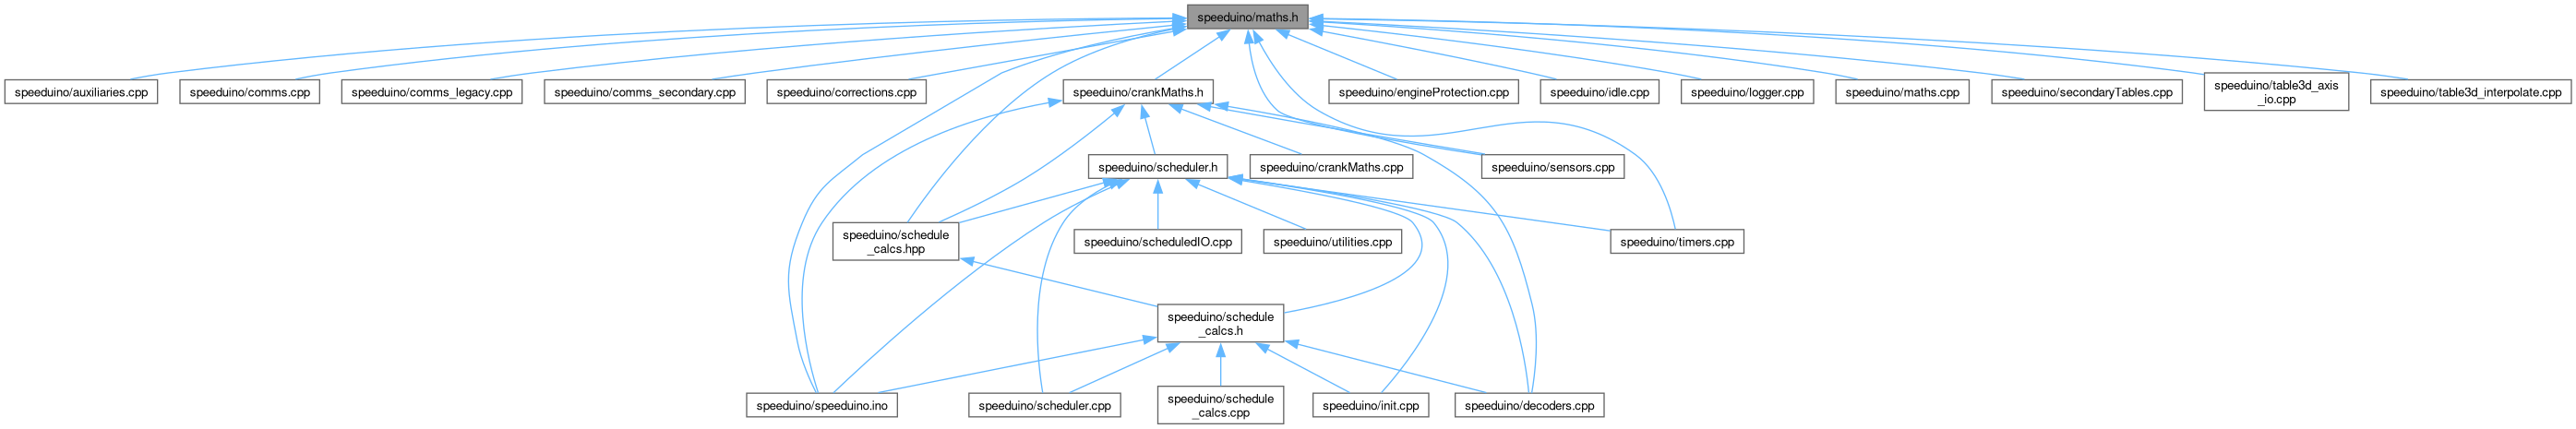 speeduino/maths.h
speeduino/auxiliaries.cpp
speeduino/comms.cpp
speeduino/comms_legacy.cpp
speeduino/comms_secondary.cpp
speeduino/corrections.cpp
speeduino/crankMaths.h
speeduino/engineProtection.cpp
speeduino/idle.cpp
speeduino/logger.cpp
speeduino/maths.cpp
speeduino/secondaryTables.cpp
speeduino/table3d_axis
_io.cpp
speeduino/table3d_interpolate.cpp
speeduino/scheduler.h
speeduino/crankMaths.cpp
speeduino/sensors.cpp
speeduino/schedule
_calcs.hpp
speeduino/scheduledIO.cpp
speeduino/utilities.cpp
speeduino/timers.cpp
speeduino/schedule
_calcs.h
speeduino/speeduino.ino
speeduino/scheduler.cpp
speeduino/schedule
_calcs.cpp
speeduino/init.cpp
speeduino/decoders.cpp